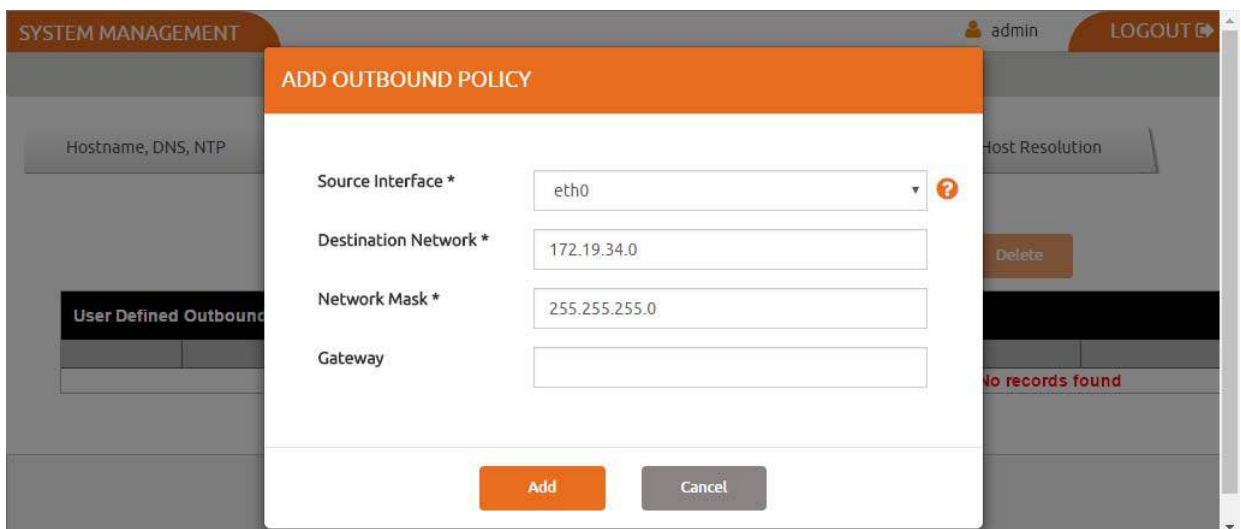 SYSTEM MANAGEMENT
admin
LOGOUT
ADD OUTBOUND POLICY
Hostname, DNS, NTP
Host Resolution
Source Interface *
eth0
Destination Network *
172.19.34.0
Delete
Network Mask *
255.255.255.0
User Defined Outbound
Gateway
No records found
Add
Cancel